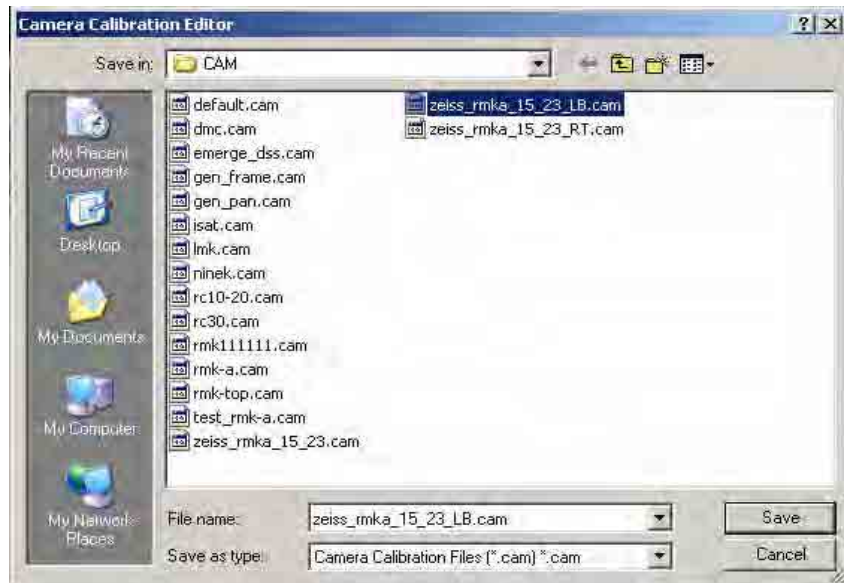 Camera Calibration Editor
Save in: CAM
My Recent
Documents
Desktop
My Documents
My Computer
My Network
Places
default.cam
dmc.cam
emerge_dss.cam
gen_frame.cam
gen_pan.cam
isat.cam
lmk.cam
ninek.cam
rc10-20.cam
rc30.cam
rmk111111.cam
rmk-a.cam
rmk-top.cam
test_rmk-a.cam
zeiss_rmka_15_23.cam
zeiss_rmka_15_23_LB.cam
zeiss_rmka_15_23_RT.cam
File name: zeiss_rmka_15_23_LB.cam
Save
Save as type: Camera Calibration Files (*.cam) *.cam
Cancel